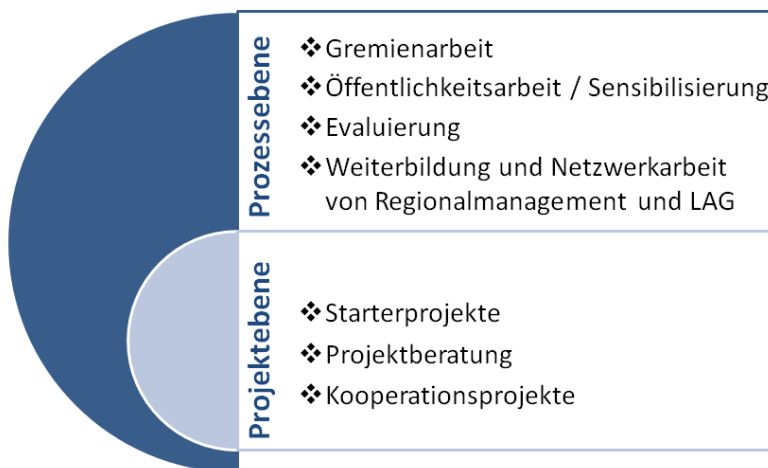 Prozessebene
❖ Gremienarbeit
❖ Öffentlichkeitsarbeit / Sensibilisierung
❖ Evaluierung
❖ Weiterbildung und Netzwerkarbeit
von Regionalmanagement und LAG
Projektebene
❖ Starterprojekte
❖ Projektberatung
❖ Kooperationsprojekte